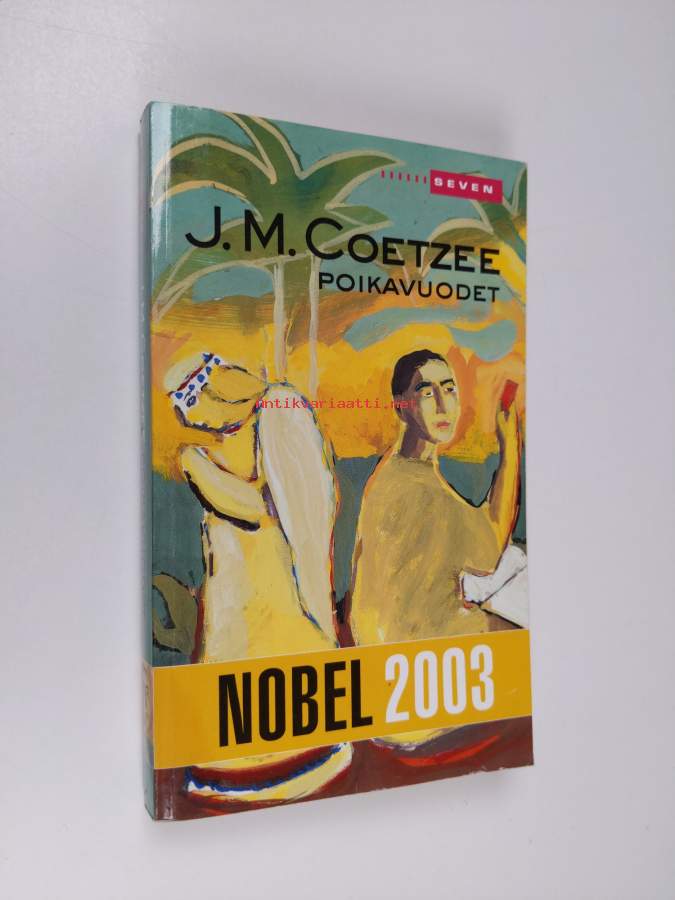 SEVEN
J. M. COETZEE
POIKAVUODET
antikvariaatti.net
NOBEL 2003